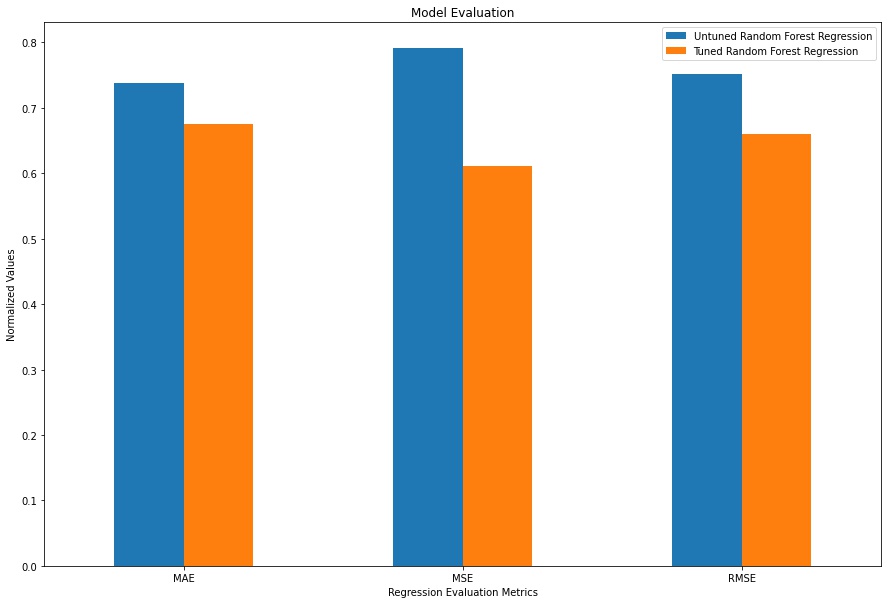 Model Evaluation
Untuned Random Forest Regression
Tuned Random Forest Regression
Normalized Values
0.8
0.7
0.6
0.5
0.4
0.3
0.2
0.1
0.0
MAE
MSE
RMSE
Regression Evaluation Metrics